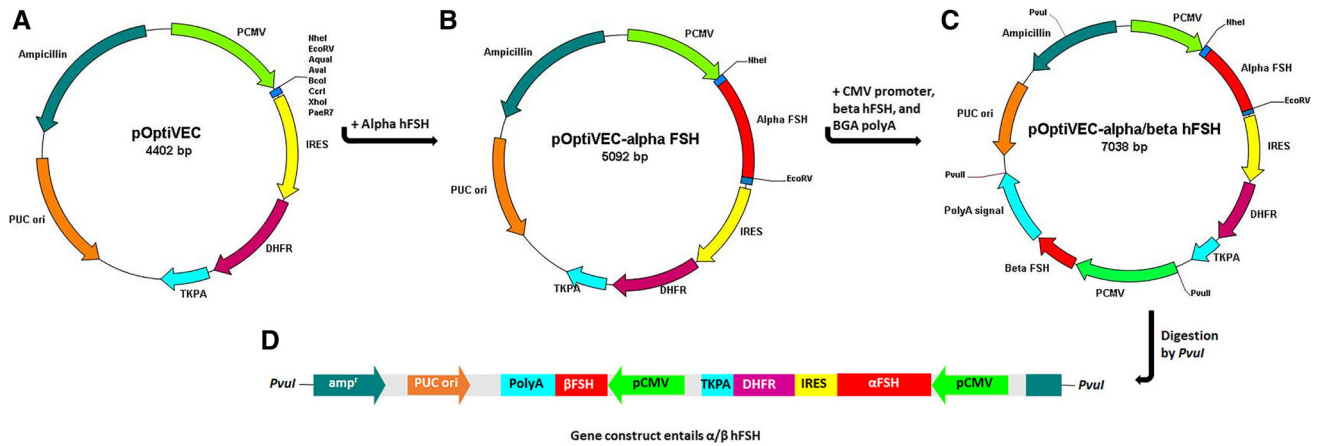 A
PCMV
Ampicillin
NheI
EcoRV
AquaI
AvaI
BcoI
CcrI
XhoI
PaeR7
pOptiVEC
4402 bp
IRES
PUC ori
DHFR
TKPA
+ Alpha hFSH
B
PCMV
Ampicillin
NheI
pOptiVEC-alpha FSH
5092 bp
Alpha FSH
EcoRV
PUC ori
IRES
TKPA
DHFR
+ CMV promoter,
beta hFSH, and
BGA polyA
C
PvuI
PCMV
Ampicillin
NheI
Alpha FSH
EcoRV
PUC ori
pOptiVEC-alpha/beta hFSH
7038 bp
IRES
PvuII
PolyA signal
DHFR
TKPA
Beta FSH
PCMV
PvuII
Digestion
by PvuI
D
PvuI
ampʳ
PUC ori
PolyA
βFSH
pCMV
TKPA
DHFR
IRES
αFSH
pCMV
PvuI
Gene construct entails α/β hFSH